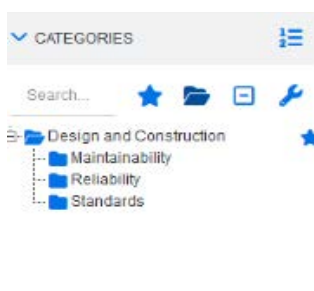 CATEGORIES
Search...
Design and Construction
Maintainability
Reliability
Standards